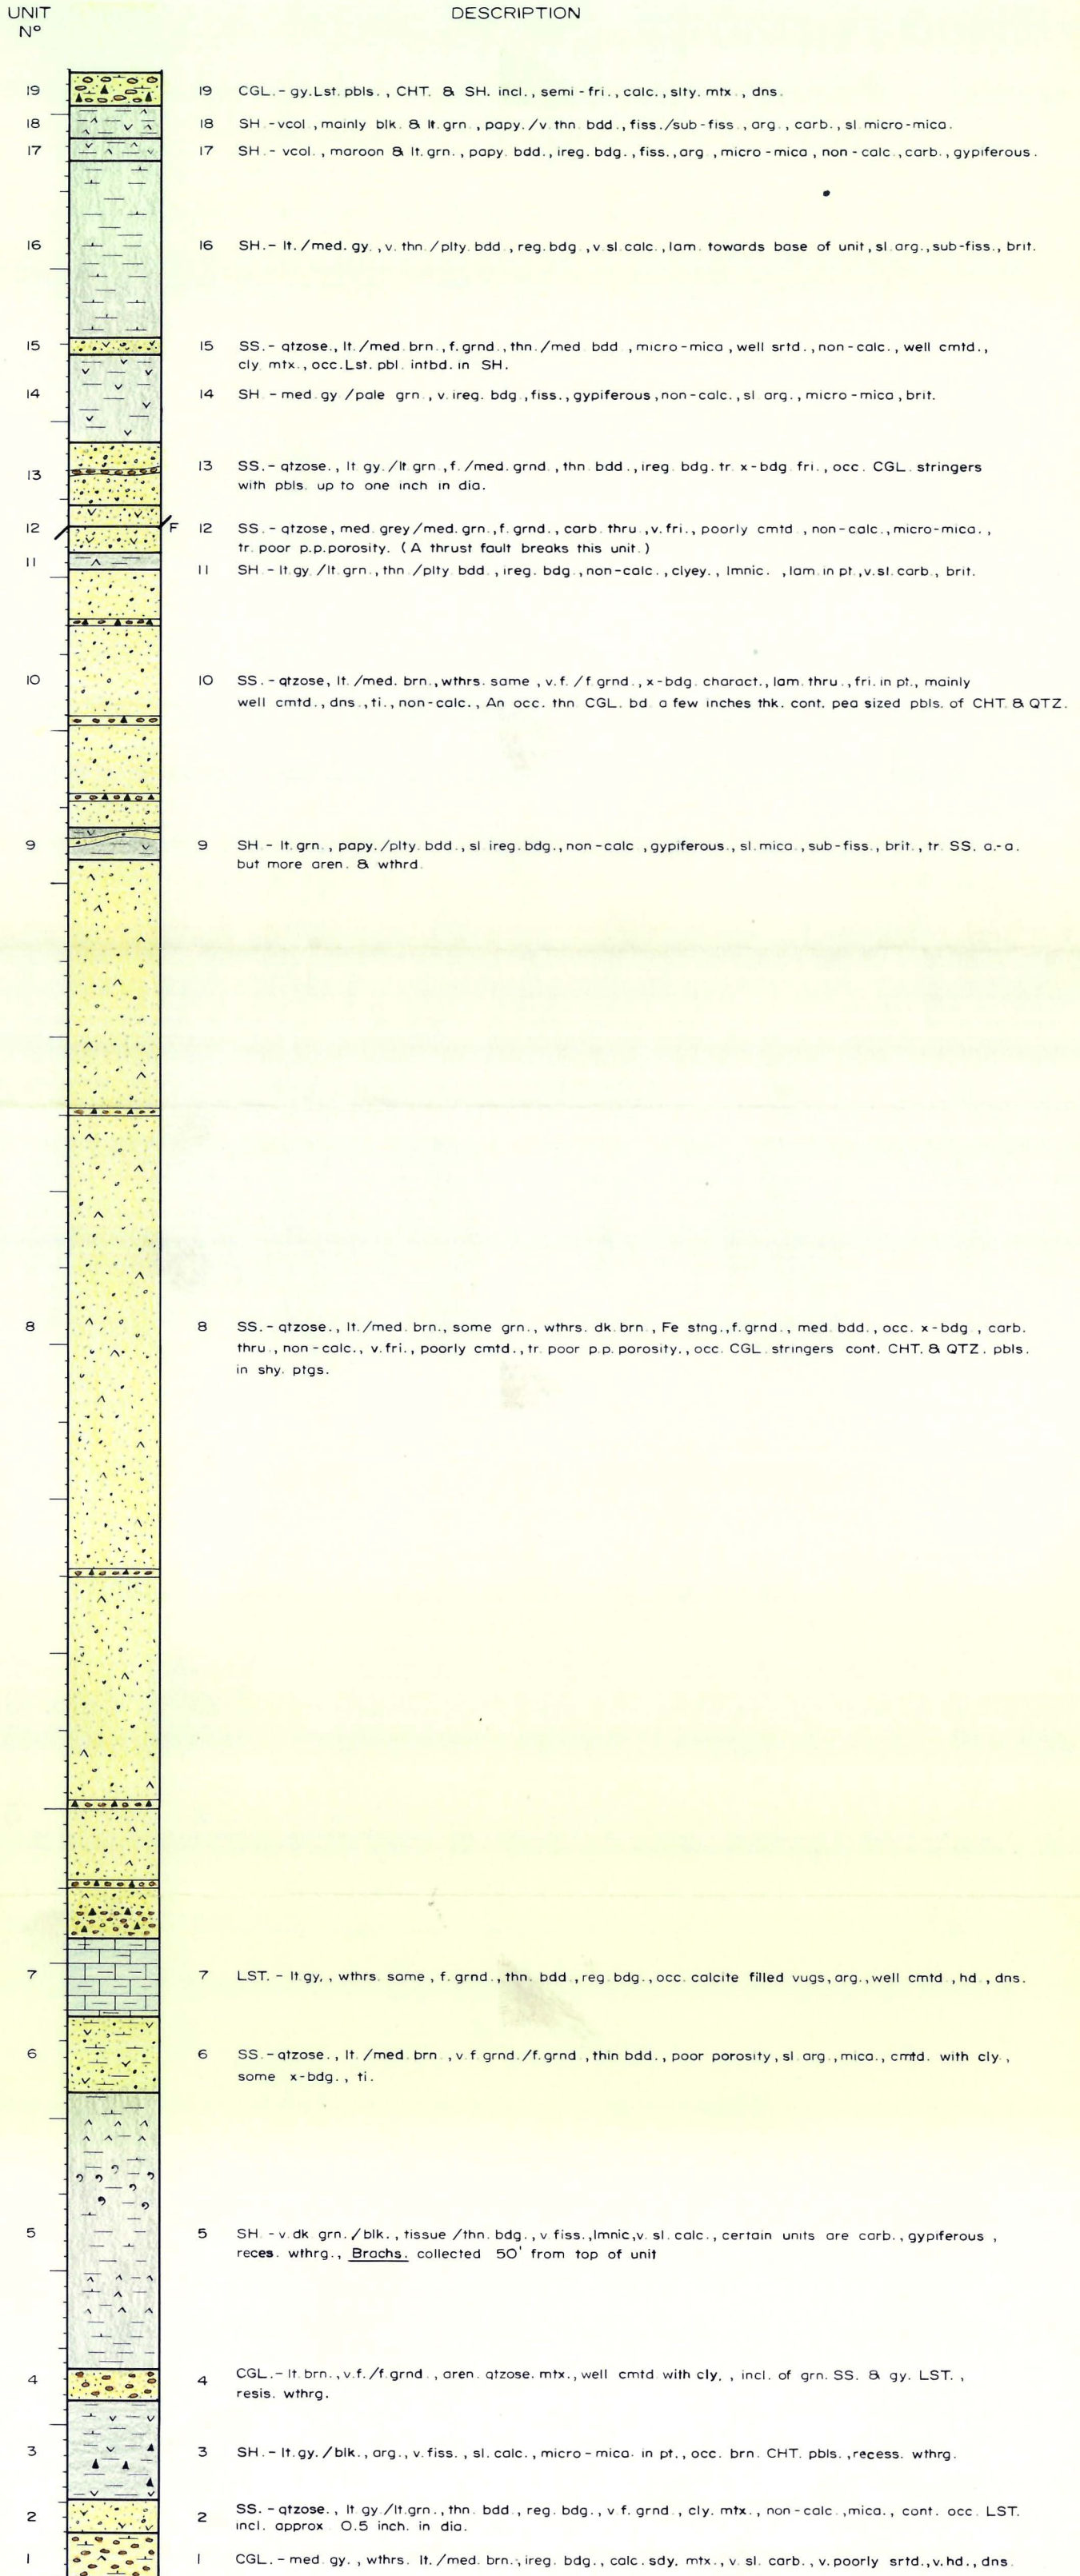 UNIT
Nº
DESCRIPTION
19 19 CGL.- gy.Lst. pbls. , CHT. & SH. incl., semi-fri., calc., slty. mtx., dns.
18 18 SH.-vcol., mainly blk. & lt. grn., papy./v. thn. bdd., fiss./sub-fiss., arg., carb., sl. micro-mica.
17 17 SH.- vcol., maroon & lt. grn., papy. bdd., ireg. bdg., fiss., arg., micro-mica, non-calc., carb., gypiferous.
16 16 SH.- lt./med. gy., v. thn./plty. bdd., reg. bdg., v. sl. calc., lam. towards base of unit, sl. arg., sub-fiss., brit.
15 15 SS.- qtzose., lt./med. brn., f. grnd., thn./med. bdd., micro-mica, well srtd., non-calc., well cmtd.,
cly. mtx., occ. Lst. pbl. intbd. in SH.
14 14 SH.- med. gy./pale grn., v. ireg. bdg., fiss., gypiferous, non-calc., sl. arg., micro-mica, brit.
13 13 SS.- qtzose., lt. gy./lt. grn., f./med. grnd., thn. bdd., ireg. bdg. tr. x-bdg. fri., occ. CGL. stringers
with pbls. up to one inch in dia.
12 F 12 SS.- qtzose, med. grey/med. grn., f. grnd., carb. thru., v. fri., poorly cmtd., non-calc., micro-mica.,
tr. poor p.p. porosity. (A thrust fault breaks this unit.)
11 11 SH.- lt. gy./lt. grn., thn./plty. bdd., ireg. bdg., non-calc., clyey., lmnic., lam. in pt., v. sl. carb., brit.
10 10 SS.- qtzose, lt./med. brn., wthrs. same, v.f./f. grnd., x-bdg. charact., lam. thru., fri. in pt., mainly
well cmtd., dns., ti., non-calc., An occ. thn. CGL. bd. a few inches thk. cont. pea sized pbls. of CHT. & QTZ.
9 9 SH.- lt. grn., papy./plty. bdd., sl. ireg. bdg., non-calc., gypiferous., sl. mica., sub-fiss., brit., tr. SS. a.-a.
but more aren. & wthrd.
8 8 SS.- qtzose., lt./med. brn., some grn., wthrs. dk. brn., Fe stng., f. grnd., med. bdd., occ. x-bdg., carb.
thru., non-calc., v. fri., poorly cmtd., tr. poor p.p. porosity., occ. CGL. stringers cont. CHT. & QTZ. pbls.
in shy. ptgs.
7 7 LST.- lt. gy., wthrs. same, f. grnd., thn. bdd., reg. bdg., occ. calcite filled vugs, arg., well cmtd., hd., dns.
6 6 SS.- qtzose., lt./med. brn., v. f. grnd./f. grnd., thin bdd., poor porosity, sl. arg., mica., cmtd. with cly.,
some x-bdg., ti.
5 5 SH.- v. dk. grn./blk., tissue/thn. bdg., v. fiss., lmnic, v. sl. calc., certain units are carb., gypiferous,
reces. wthrg., Brachs. collected 50' from top of unit
4 4 CGL.- lt. brn., v.f./f. grnd., aren. qtzose. mtx., well cmtd with cly., incl. of grn. SS. & gy. LST.,
resis. wthrg.
3 3 SH.- lt. gy./blk., arg., v. fiss., sl. calc., micro-mica. in pt., occ. brn. CHT. pbls., recess. wthrg.
2 2 SS.- qtzose., lt. gy./lt. grn., thn. bdd., reg. bdg., v. f. grnd., cly. mtx., non-calc., mica., cont. occ. LST.
incl. approx. 0.5 inch. in dia.
1 1 CGL.- med. gy., wthrs. lt./med. brn., ireg. bdg., calc. sdy. mtx., v. sl. carb., v. poorly srtd., v. hd., dns.